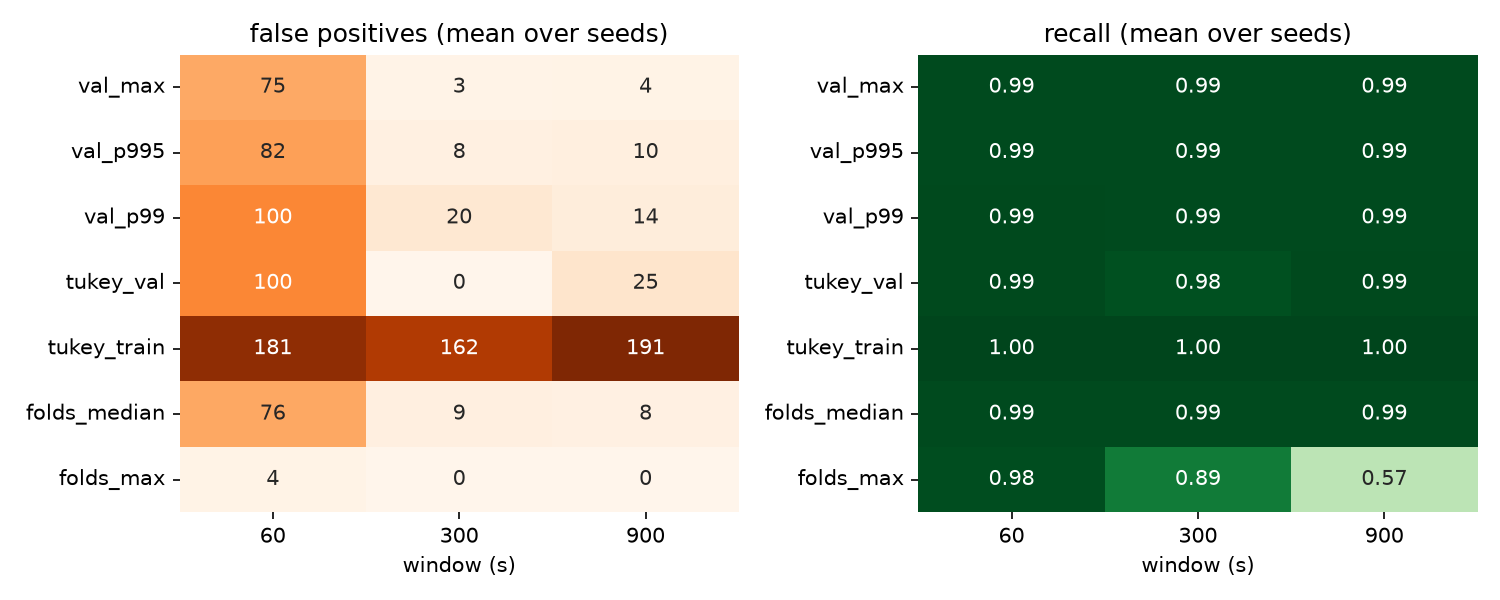 false positives (mean over seeds)
val_max 75 3 4
val_p995 82 8 10
val_p99 100 20 14
tukey_val 100 0 25
tukey_train 181 162 191
folds_median 76 9 8
folds_max 4 0 0
60 300 900
window (s)
recall (mean over seeds)
val_max 0.99 0.99 0.99
val_p995 0.99 0.99 0.99
val_p99 0.99 0.99 0.99
tukey_val 0.99 0.98 0.99
tukey_train 1.00 1.00 1.00
folds_median 0.99 0.99 0.99
folds_max 0.98 0.89 0.57
60 300 900
window (s)